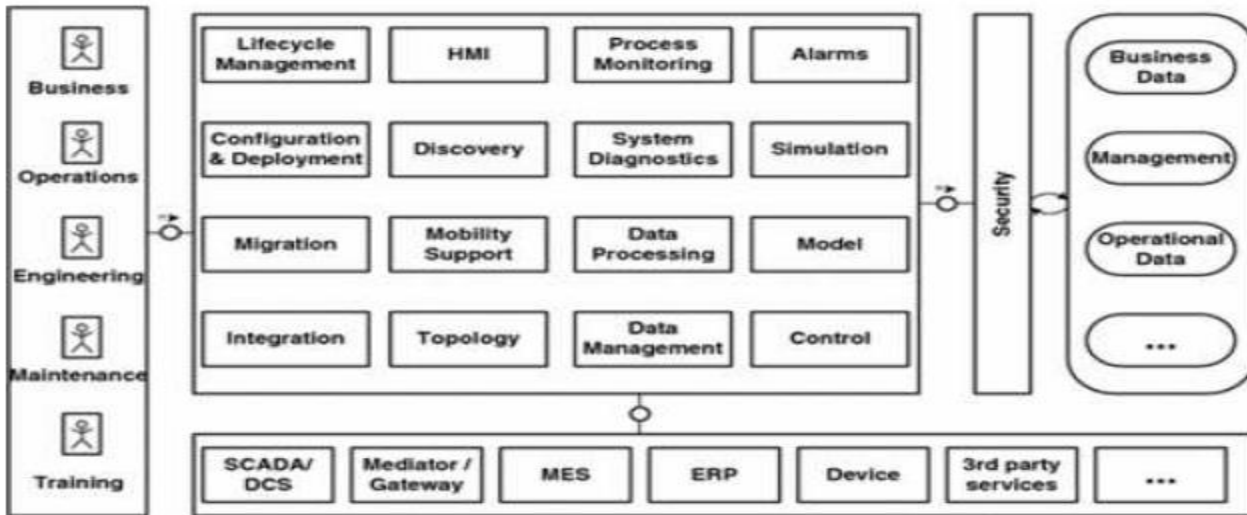 Business
Operations
Engineering
Maintenance
Training
Lifecycle
Management
HMI
Process
Monitoring
Alarms
Configuration
& Deployment
Discovery
System
Diagnostics
Simulation
Migration
Mobility
Support
Data
Processing
Model
Integration
Topology
Data
Management
Control
Security
Business
Data
Management
Operational
Data
...
SCADA/
DCS
Mediator /
Gateway
MES
ERP
Device
3rd party
services
...